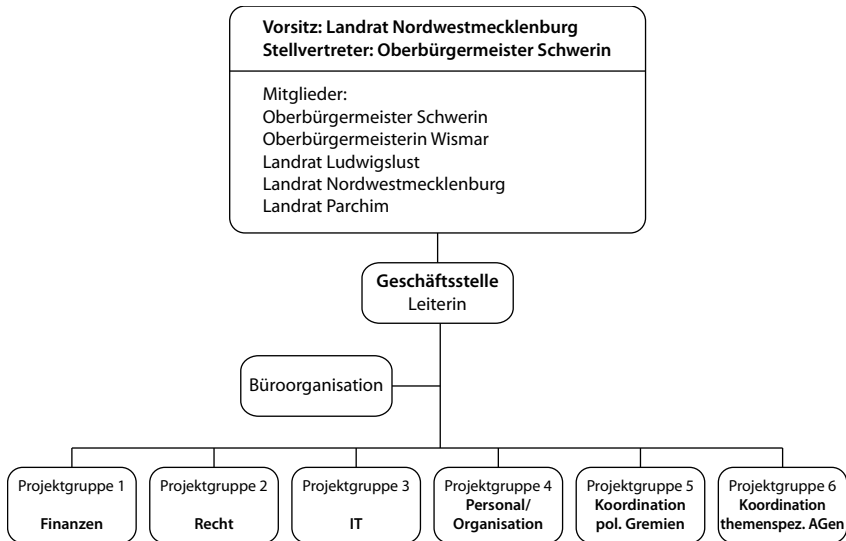 Vorsitz: Landrat Nordwestmecklenburg
Stellvertreter: Oberbürgermeister Schwerin
Mitglieder:
Oberbürgermeister Schwerin
Oberbürgermeisterin Wismar
Landrat Ludwigslust
Landrat Nordwestmecklenburg
Landrat Parchim
Geschäftsstelle
Leiterin
Büroorganisation
Projektgruppe 1
Finanzen
Projektgruppe 2
Recht
Projektgruppe 3
IT
Projektgruppe 4
Personal/
Organisation
Projektgruppe 5
Koordination
pol. Gremien
Projektgruppe 6
Koordination
themenspez. AGen